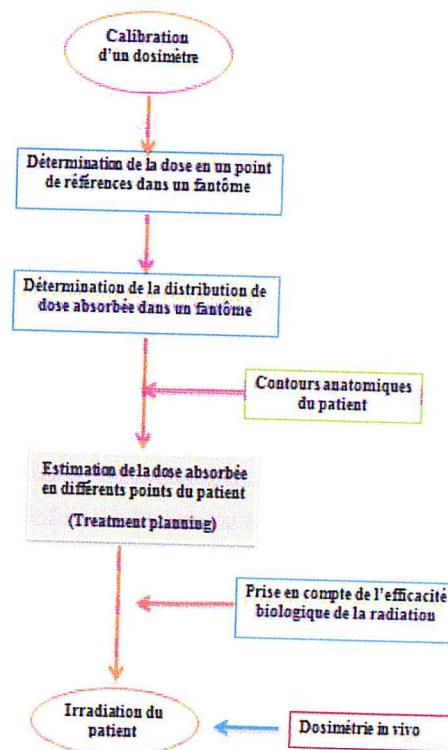 Calibration
d'un dosimètre
Détermination de la dose en un point
de références dans un fantôme
Détermination de la distribution de
dose absorbée dans un fantôme
Contours anatomiques
du patient
Estimation de la dose absorbée
en différents points du patient
(Treatment planning)
Prise en compte de l'efficacité
biologique de la radiation
Irradiation du
patient
Dosimétrie in vivo